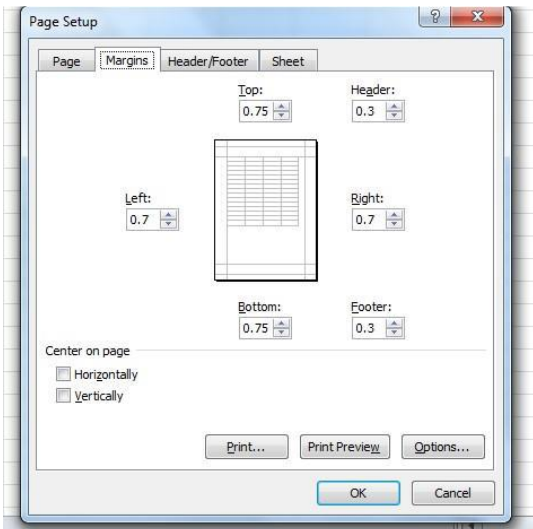 Page Setup
Page Margins Header/Footer Sheet
Top: Header:
0.75 0.3
Left: Right:
0.7 0.7
Bottom: Footer:
0.75 0.3
Center on page
Horizontally
Vertically
Print... Print Preview Options...
OK Cancel